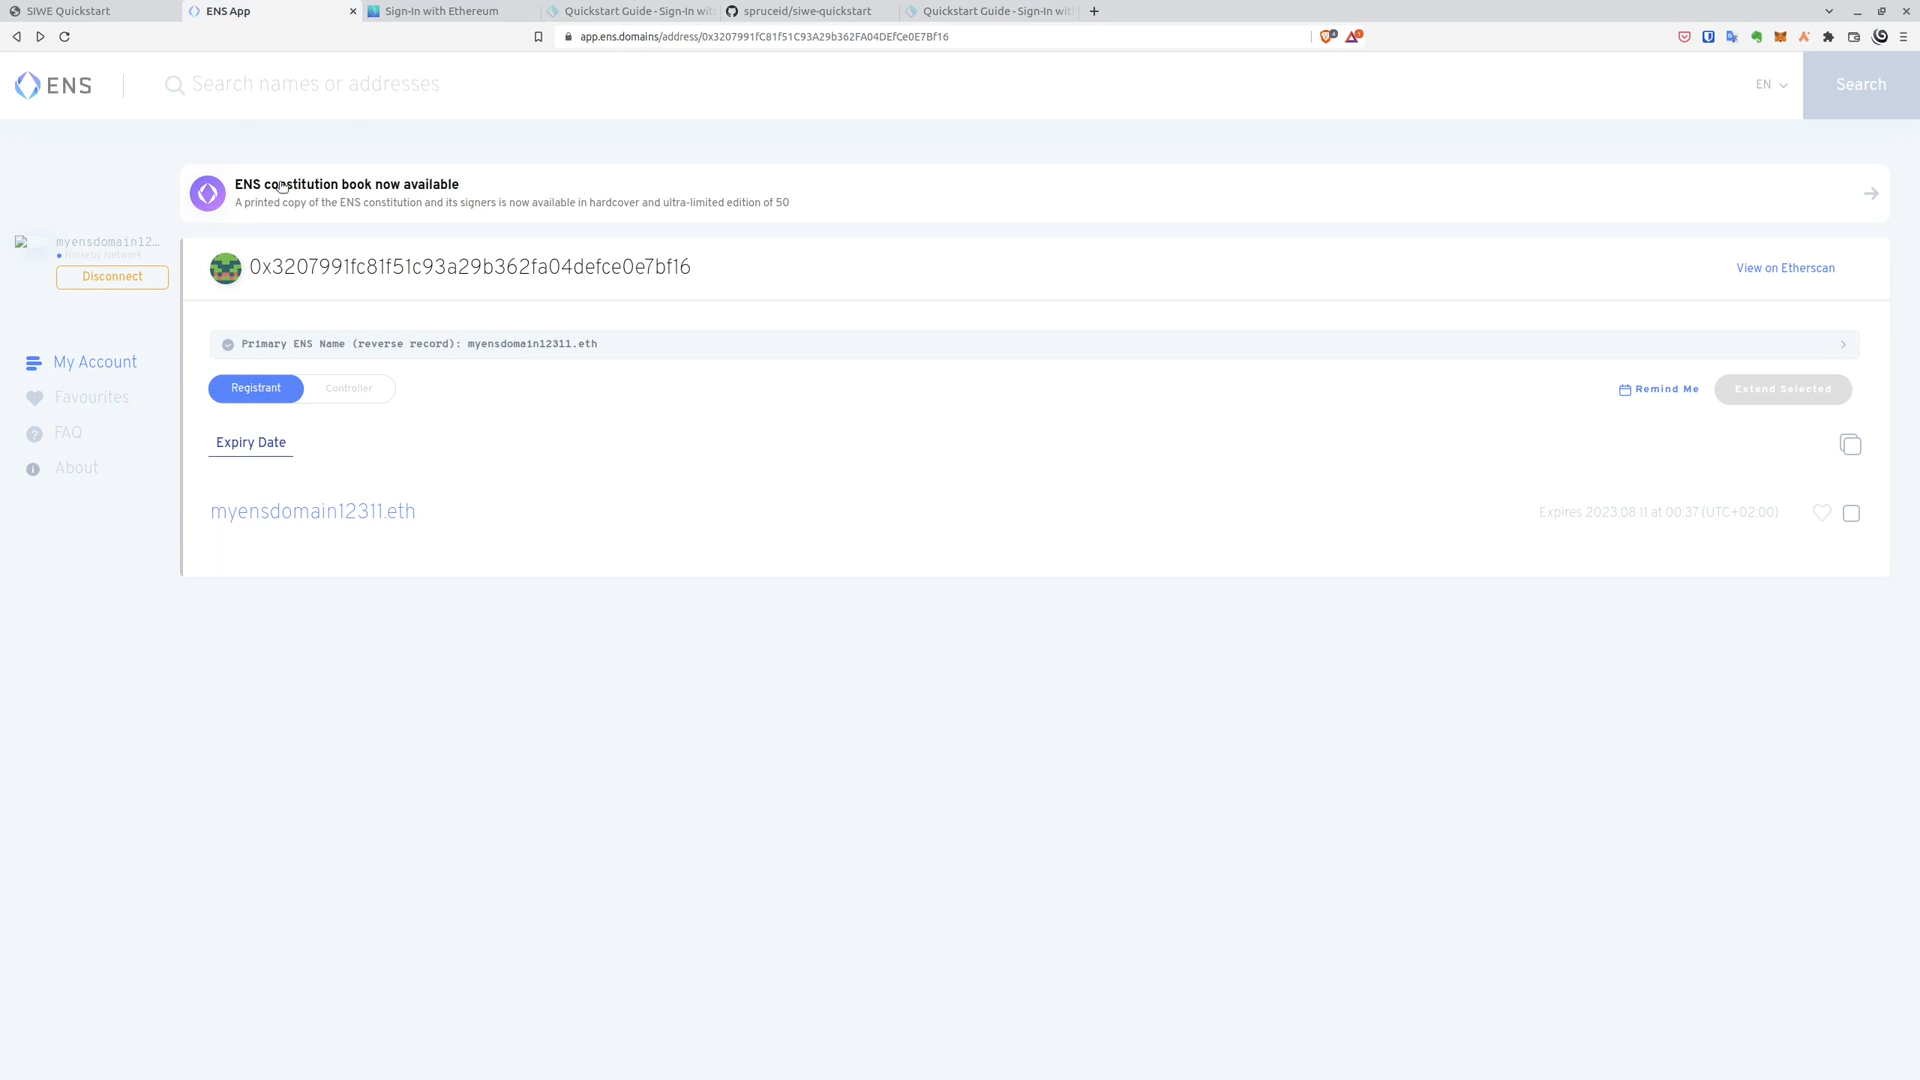 SIWE Quickstart
ENS App
Sign-In with Ethereum
Quickstart Guide - Sign-In wit
spruceid/siwe-quickstart
Quickstart Guide - Sign-In wit
app.ens.domains/address/0x3207991fC81f51C93A29b362FA04DEfCe0E7Bf16
ENS
Search names or addresses
EN
Search
ENS constitution book now available
A printed copy of the ENS constitution and its signers is now available in hardcover and ultra-limited edition of 50
myensdomain12...
Rinkeby Network
Disconnect
0x3207991fc81f51c93a29b362fa04defce0e7bf16
View on Etherscan
Primary ENS Name (reverse record): myensdomain12311.eth
My Account
Registrant
Controller
Remind Me
Extend Selected
Favourites
FAQ
Expiry Date
About
myensdomain12311.eth
Expires 2023.08.11 at 00:37 (UTC+02:00)